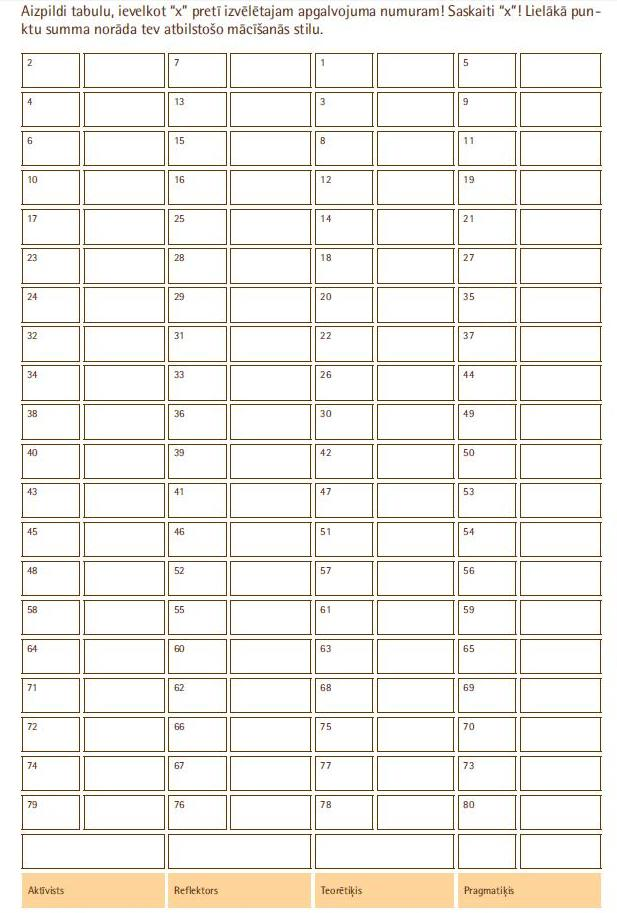 Aizpildi tabulu, ievelkot "x" pretī izvēlētajam apgalvojuma numuram! Saskaiti "x"! Lielākā pun-
ktu summa norāda tev atbilstošo mācīšanās stilu.
2 7 1 5
4 13 3 9
6 15 8 11
10 16 12 19
17 25 14 21
23 28 18 27
24 29 20 35
32 31 22 37
34 33 26 44
38 36 30 49
40 39 42 50
43 41 47 53
45 46 51 54
48 52 57 56
58 55 61 59
64 60 63 65
71 62 68 69
72 66 75 70
74 67 77 73
79 76 78 80
Aktīvists Reflektors Teorētiķis Pragmatiķis